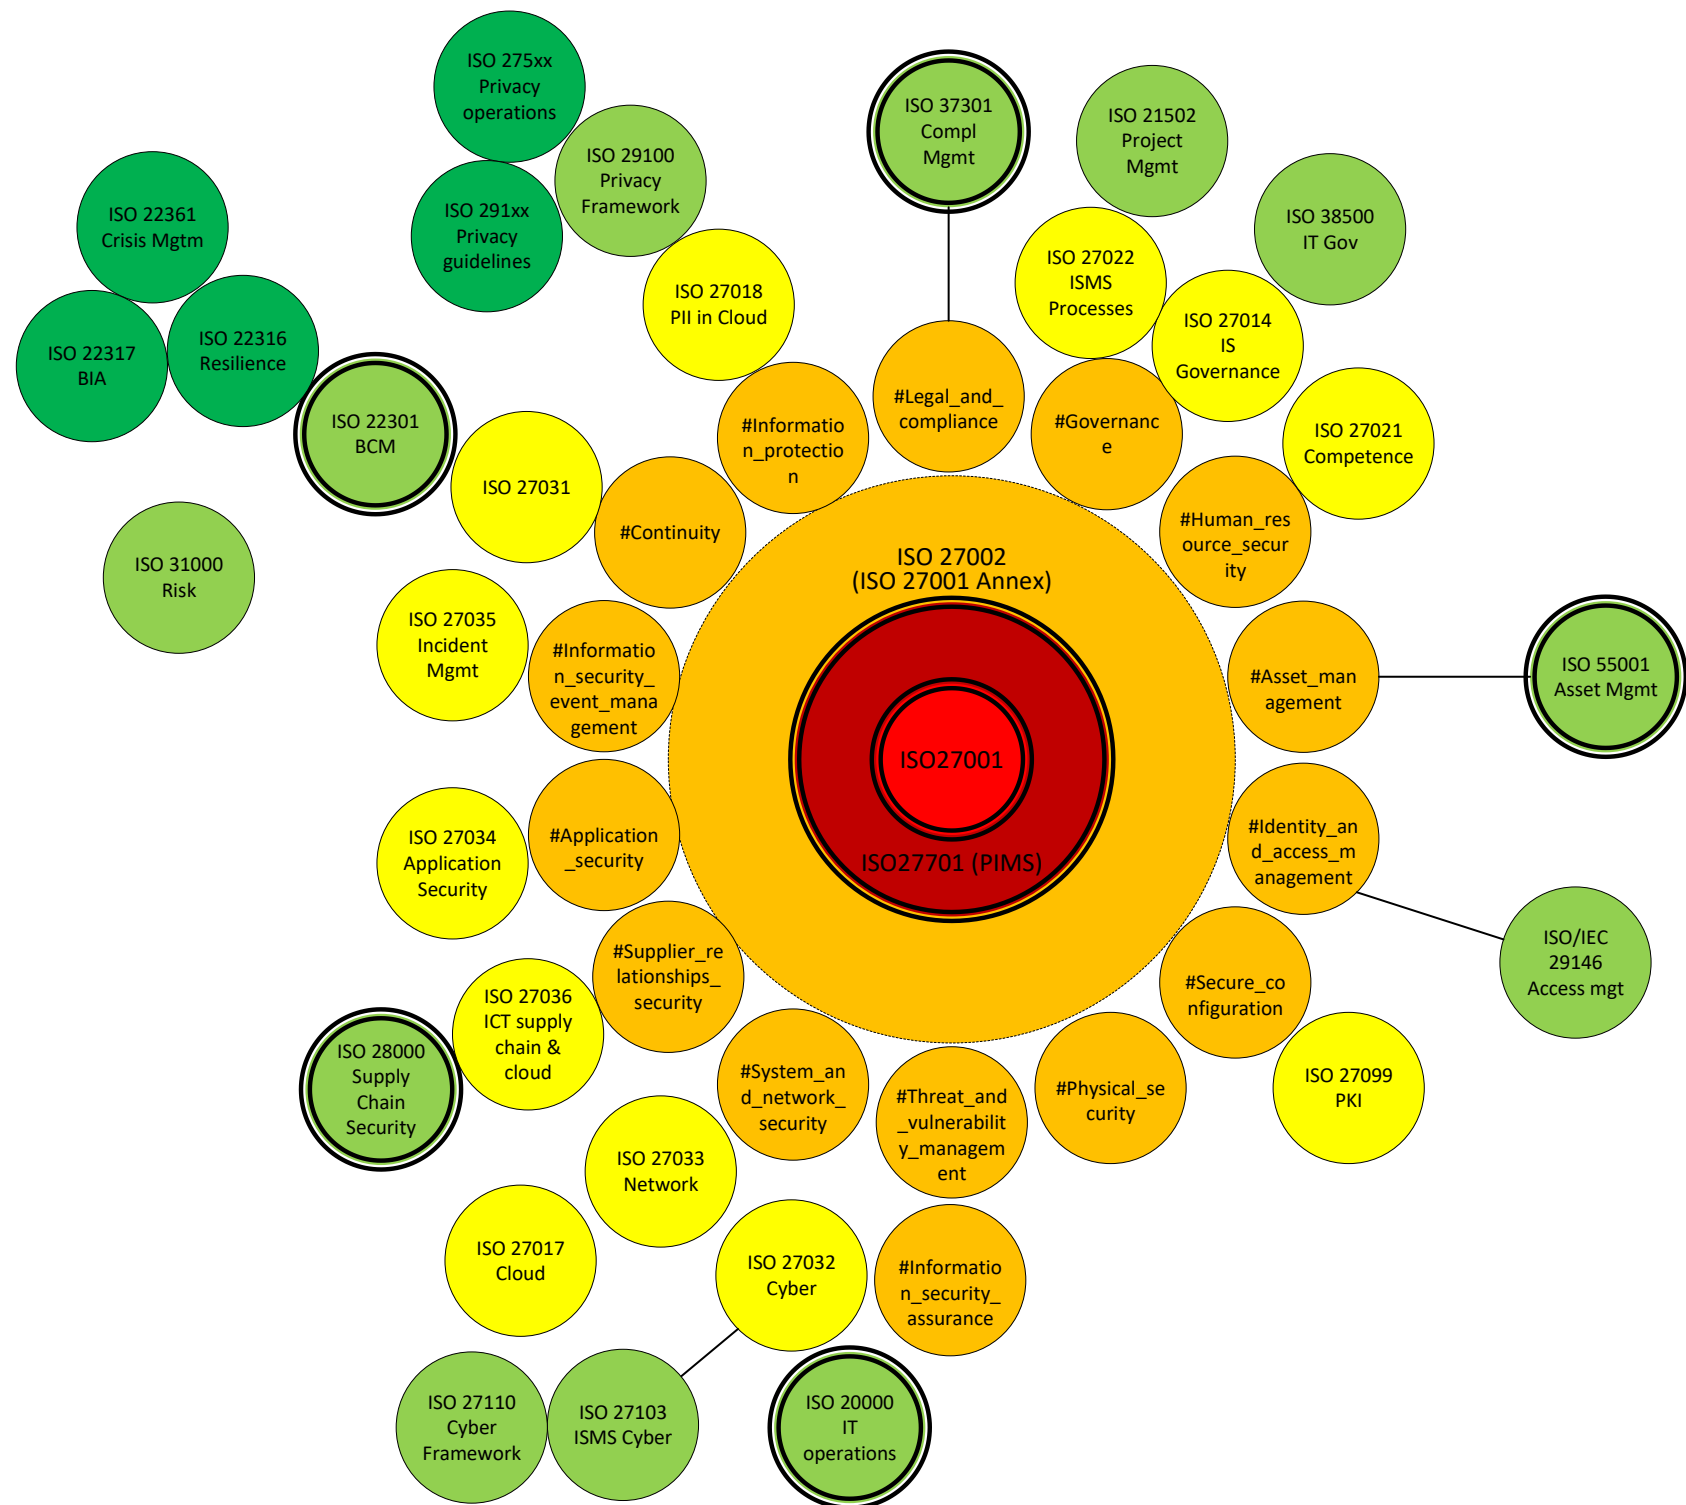 ISO 275xx
Privacy
operations
ISO 37301
Compl
Mgmt
ISO 21502
Project
Mgmt
ISO 29100
Privacy
Framework
ISO 22361
Crisis Mgtm
ISO 291xx
Privacy
guidelines
ISO 38500
IT Gov
ISO 27022
ISMS
Processes
ISO 27018
PII in Cloud
ISO 27014
IS
Governance
ISO 22317
BIA
ISO 22316
Resilience
#Legal_and_
compliance
ISO 22301
BCM
#Informatio
n_protectio
n
#Governanc
e
ISO 27021
Competence
ISO 27031
#Continuity
#Human_res
ource_secur
ity
ISO 31000
Risk
ISO 27002
(ISO 27001 Annex)
ISO 27035
Incident
Mgmt
#Informatio
n_security_
event_mana
gement
#Asset_man
agement
ISO 55001
Asset Mgmt
ISO27001
ISO27701 (PIMS)
ISO 27034
Application
Security
#Application
_security
#Identity_an
d_access_m
anagement
ISO/IEC
29146
Access mgt
#Supplier_re
lationships_
security
#Secure_co
nfiguration
ISO 27036
ICT supply
chain &
cloud
ISO 28000
Supply
Chain
Security
#System_an
d_network_
security
#Threat_and
_vulnerabilit
y_managem
ent
#Physical_se
curity
ISO 27099
PKI
ISO 27033
Network
ISO 27017
Cloud
ISO 27032
Cyber
#Informatio
n_security_
assurance
ISO 27110
Cyber
Framework
ISO 27103
ISMS Cyber
ISO 20000
IT
operations